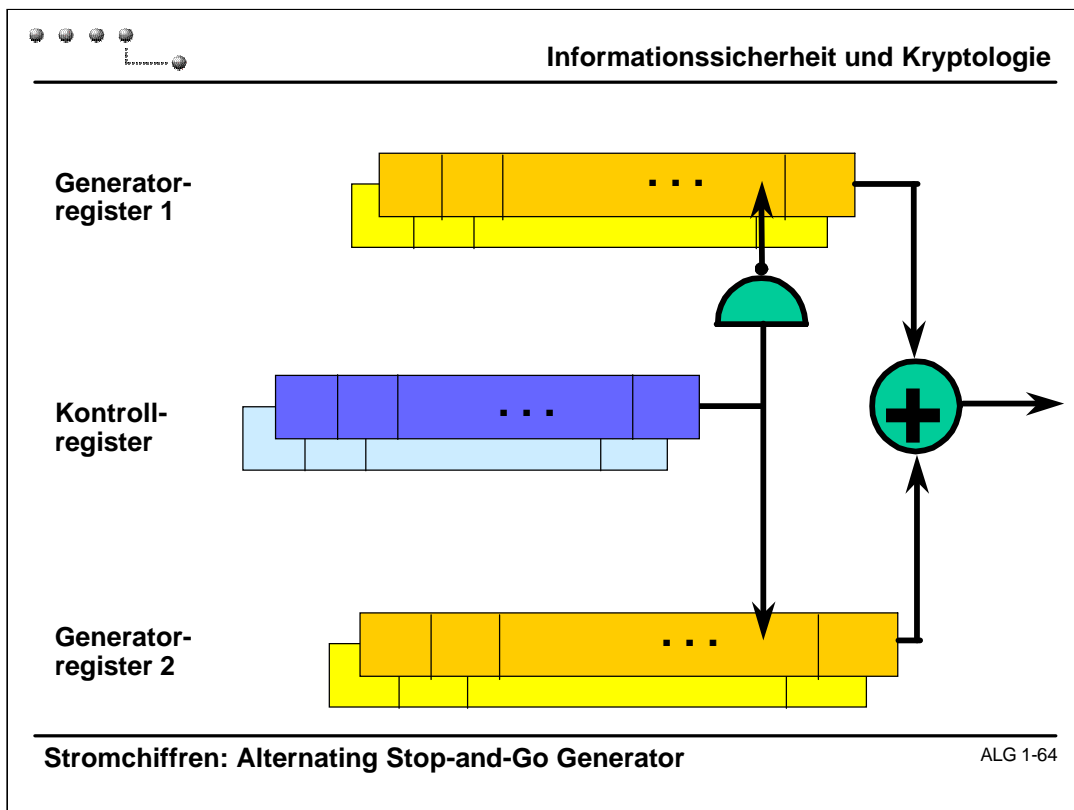 Informationssicherheit und Kryptologie
Generator-
register 1
. . .
Kontroll-
register
. . .
+
Generator-
register 2
. . .
Stromchiffren: Alternating Stop-and-Go Generator
ALG 1-64